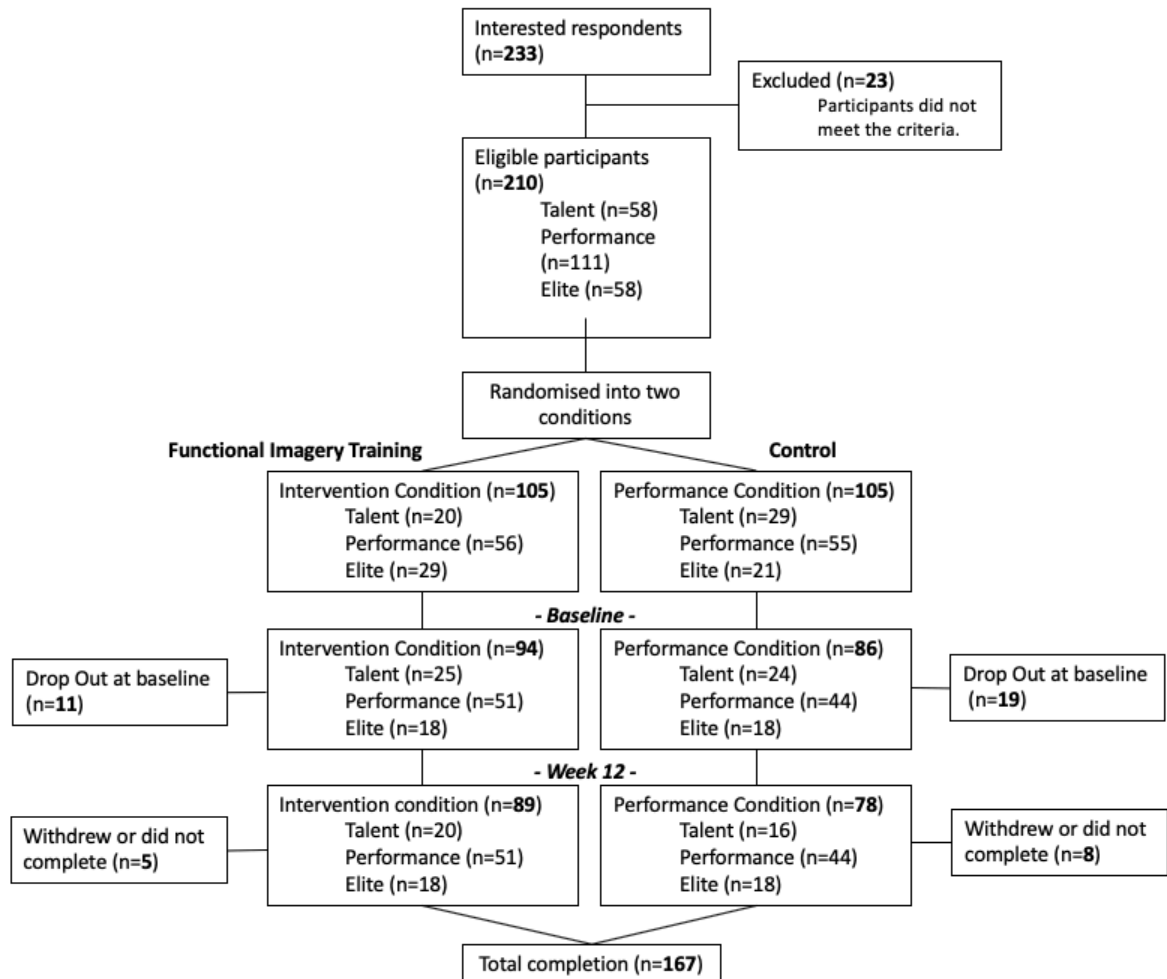 Interested respondents
(n=233)
Excluded (n=23)
Participants did not
meet the criteria.
Eligible participants
(n=210)
Talent (n=58)
Performance
(n=111)
Elite (n=58)
Randomised into two
conditions
Functional Imagery Training
Control
Intervention Condition (n=105)
Talent (n=20)
Performance (n=56)
Elite (n=29)
Performance Condition (n=105)
Talent (n=29)
Performance (n=55)
Elite (n=21)
- Baseline -
Drop Out at baseline
(n=11)
Intervention Condition (n=94)
Talent (n=25)
Performance (n=51)
Elite (n=18)
Performance Condition (n=86)
Talent (n=24)
Performance (n=44)
Elite (n=18)
Drop Out at baseline
(n=19)
- Week 12 -
Withdrew or did not
complete (n=5)
Intervention condition (n=89)
Talent (n=20)
Performance (n=51)
Elite (n=18)
Performance Condition (n=78)
Talent (n=16)
Performance (n=44)
Elite (n=18)
Withdrew or did not
complete (n=8)
Total completion (n=167)